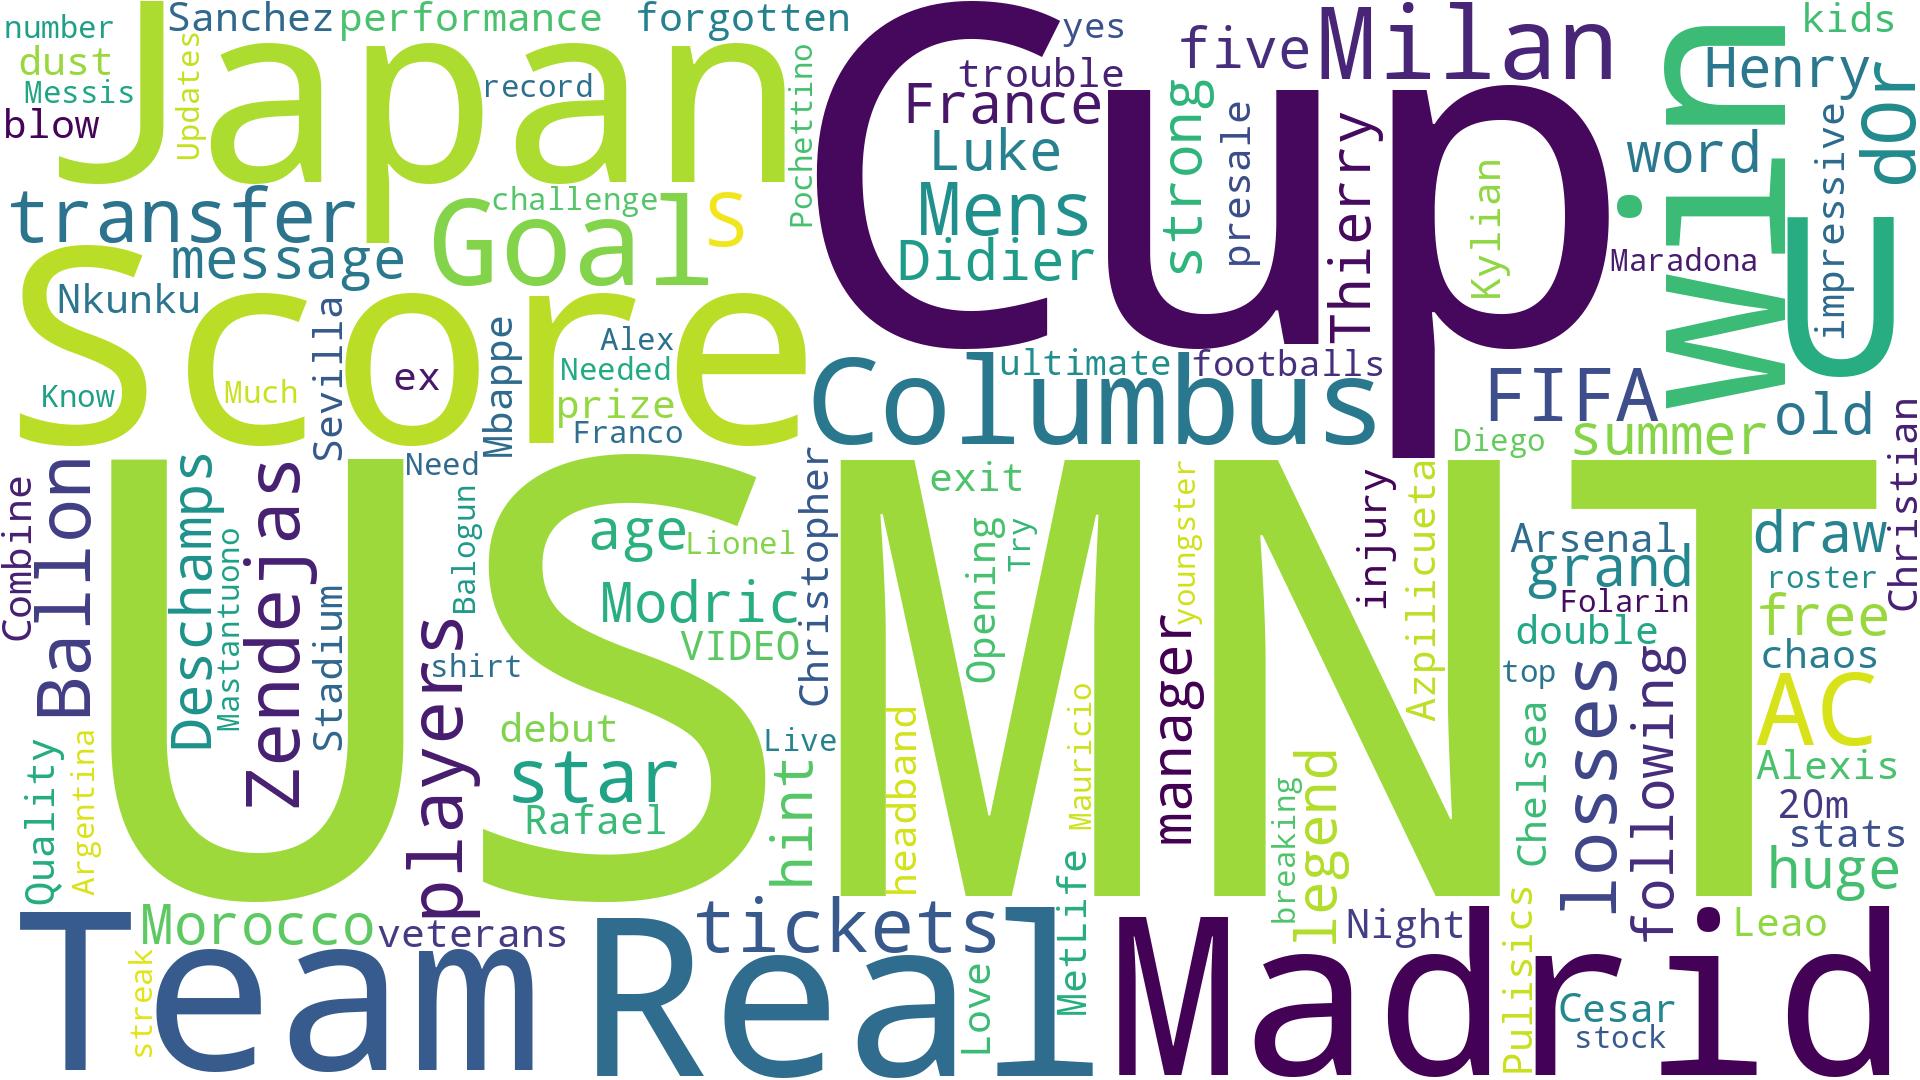 number
Sanchez
performance
forgotten
yes
five
Milan
kids
dust
Updates
Japan
record
Pochettino
Cup
trouble
France
strong
presale
Thierry
win
Henry
dor
Messis
blow
Luke
Kylian
word
impressive
transfer
challenge
Goal
S
Mens
Didier
Maradona
U
message
Nkunku
Score
Sevilla
Mbappe
Alex
Needed
ultimate
footballs
Know
Much
ex
prize
Franco
Columbus
FIFA
old
Diego
summer
Christian
Combine
Ballon
Deschamps
Zendejas
Need
Balogun
USMNT
age
Lionel
Christopher
exit
Opening
Try
youngster
injury
Azpilicueta
Arsenal
draw
grand
roster
Mastantuono
Stadium
players
shirt
Modric
VIDEO
Folarin
double
free
chaos
manager
top
losses
following
AC
debut
Live
star
Rafael
hint
headband
Mauricio
breaking
legend
Chelsea
Alexis
20m
stats
huge
Quality
Argentina
Morocco
veterans
tickets
MetLife
Night
Leao
Team
streak
Real
Love
Madrid
Pulisics
Cesar
stock